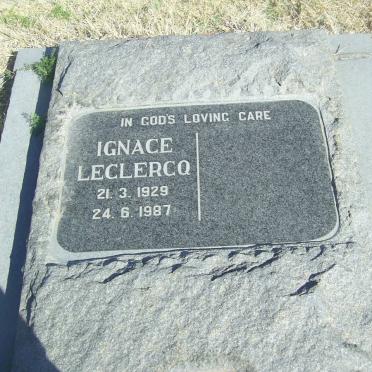 IN GOD'S LOVING CARE
IGNACE
LECLERCQ
21. 3. 1929
24. 6. 1987